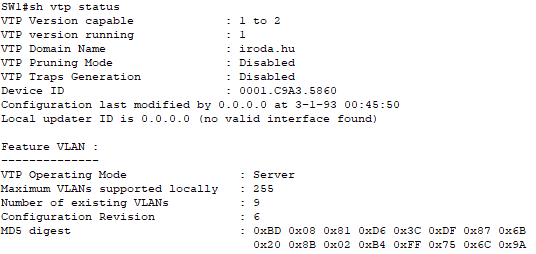 SW1#sh vtp status
VTP Version capable : 1 to 2
VTP version running : 1
VTP Domain Name : iroda.hu
VTP Pruning Mode : Disabled
VTP Traps Generation : Disabled
Device ID : 0001.C9A3.5860
Configuration last modified by 0.0.0.0 at 3-1-93 00:45:50
Local updater ID is 0.0.0.0 (no valid interface found)
Feature VLAN :
--------------
VTP Operating Mode : Server
Maximum VLANs supported locally : 255
Number of existing VLANs : 9
Configuration Revision : 6
MD5 digest : 0xBD 0x08 0x81 0xD6 0x3C 0xDF 0x87 0x6B
0x20 0x8B 0x02 0xB4 0xFF 0x75 0x6C 0x9A